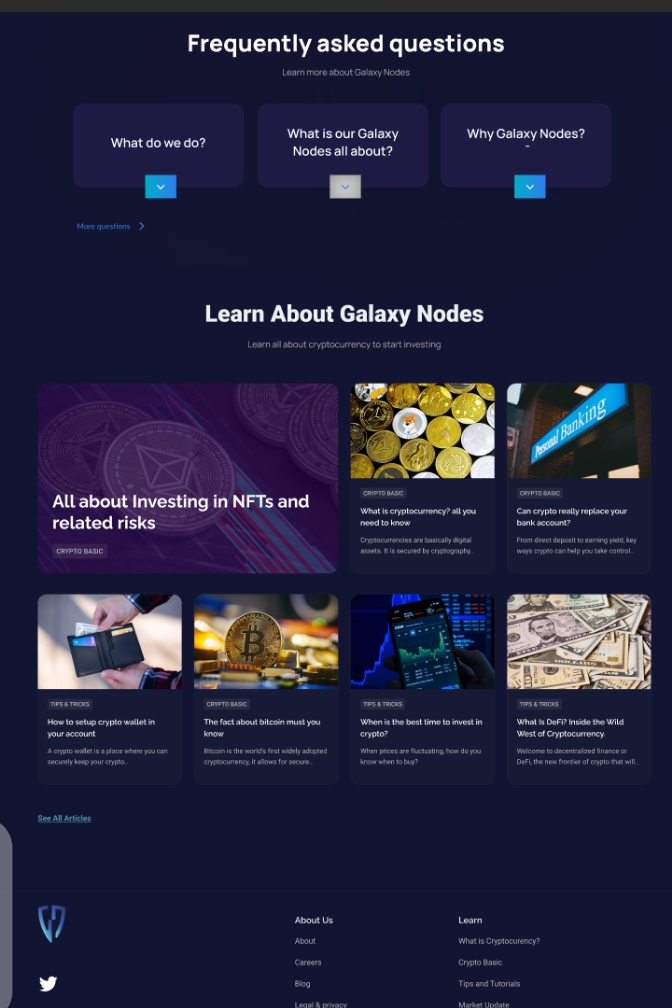 Frequently asked questions
Learn more about Galaxy Nodes
What do we do?
What is our Galaxy
Nodes all about?
Why Galaxy Nodes?
-
More questions
Learn About Galaxy Nodes
Learn all about cryptocurrency to start investing
All about Investing in NFTs and
related risks
CRYPTO BASIC
CRYPTO BASIC
What is cryptocurrency? all you
need to know
Cryptocurrencies are basically digital
assets. It is secured by cryptography..
Personal Banking
CRYPTO BASIC
Can crypto really replace your
bank account?
From direct deposit to earning yield, key
ways crypto can help you take control..
TIPS & TRICKS
How to setup crypto wallet in
your account
A crypto wallet is a place where you can
securely keep your crypto..
CRYPTO BASIC
The fact about bitcoin must you
know
Bitcoin is the world's first widely adopted
cryptocurrency, it allows for secure..
TIPS & TRICKS
When is the best time to invest in
crypto?
When prices are fluctuating, how do you
know when to buy?
DOLLARS
TIPS & TRICKS
What Is DeFi? Inside the Wild
West of Cryptocurrency.
Welcome to decentralized finance or
DeFi, the new frontier of crypto that will..
See All Articles
About Us
About
Careers
Blog
Legal & privacy
Learn
What is Cryptocurency?
Crypto Basic
Tips and Tutorials
Market Update